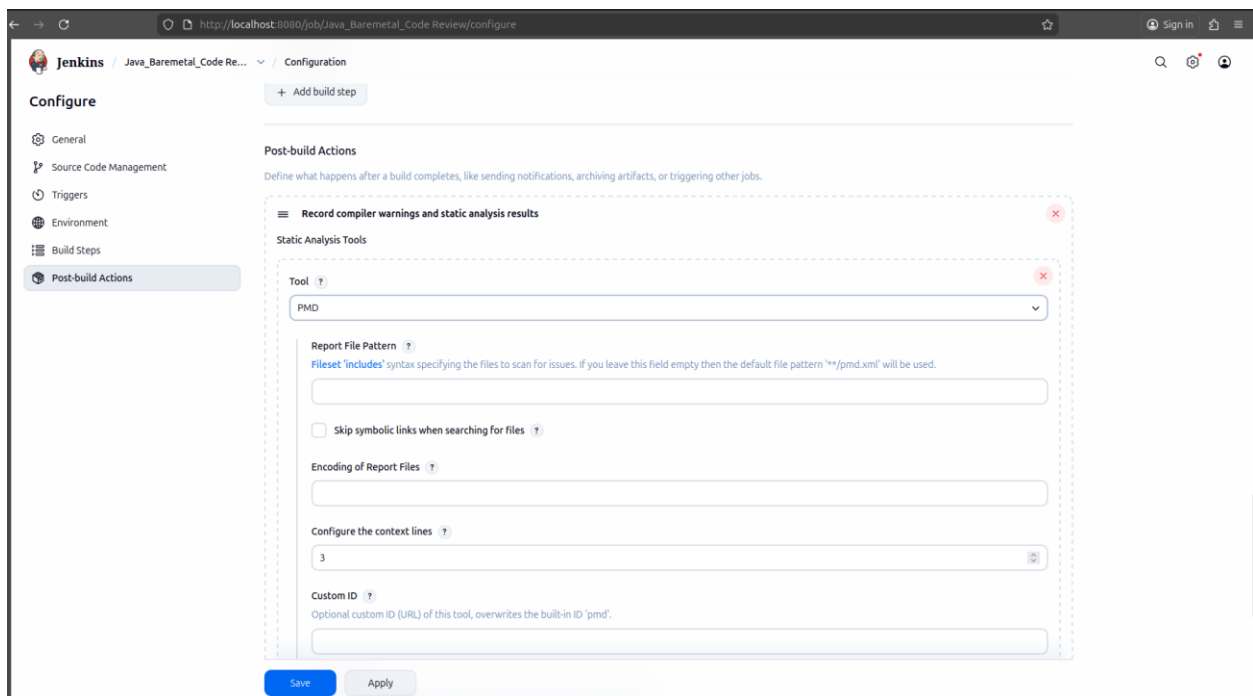 http://localhost:8080/job/Java_Baremetal_Code Review/configure
Sign in
Jenkins / Java_Baremetal_Code Re... / Configuration
Configure
General
Source Code Management
Triggers
Environment
Build Steps
Post-build Actions
+ Add build step
Post-build Actions
Define what happens after a build completes, like sending notifications, archiving artifacts, or triggering other jobs.
Record compiler warnings and static analysis results
Static Analysis Tools
Tool ?
PMD
Report File Pattern ?
Fileset 'includes' syntax specifying the files to scan for issues. If you leave this field empty then the default file pattern '**/pmd.xml' will be used.
Skip symbolic links when searching for files ?
Encoding of Report Files ?
Configure the context lines ?
3
Custom ID ?
Optional custom ID (URL) of this tool, overwrites the built-in ID 'pmd'.
Save
Apply